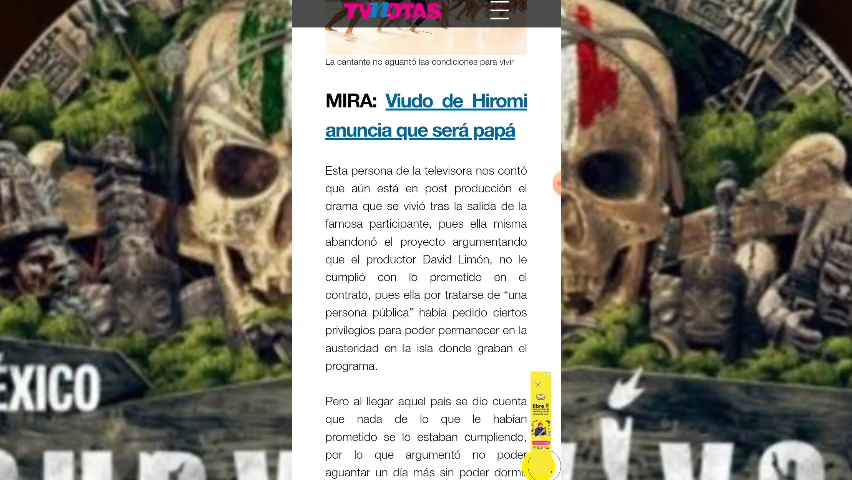 TVnOTAS
La cantante no aguantó las condiciones para vivir
MIRA: Viudo de Hiromi
anuncia que será papá
Esta persona de la televisora nos contó
que aún está en post producción el
drama que se vivió tras la salida de la
famosa participante, pues ella misma
abandonó el proyecto argumentando
que el productor David Limón, no le
cumplió con lo prometido en el
contrato, pues ella por tratarse de “una
persona pública” había pedido ciertos
privilegios para poder permanecer en la
austeridad en la isla donde graban el
programa.
Pero al llegar aquel país se dio cuenta
que nada de lo que le habían
prometido se lo estaban cumpliendo,
por lo que argumentó no poder
aguantar un día más sin poder dormi
ÉXICO